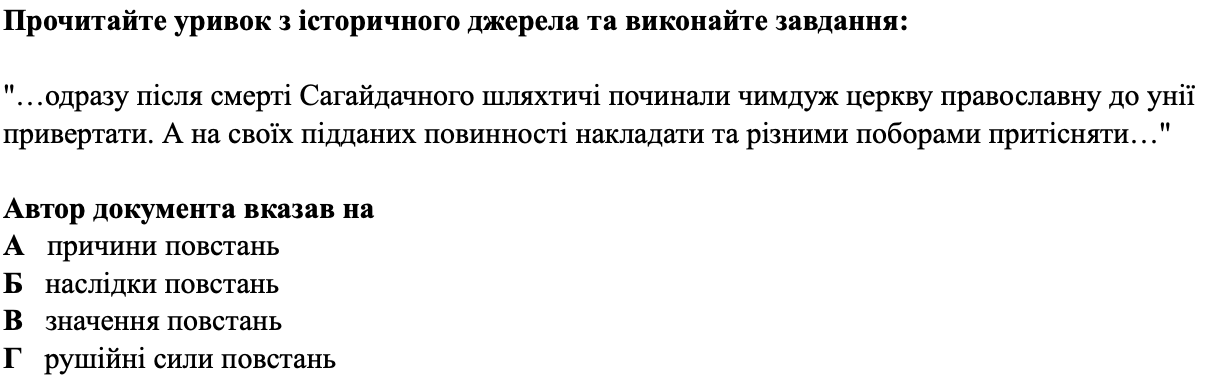 Прочитайте уривок з історичного джерела та виконайте завдання:
"…одразу після смерті Сагайдачного шляхтичі починали чимдуж церкву православну до унії
привертати. А на своїх підданих повинності накладати та різними поборами притісняти…"
Автор документа вказав на
А причини повстань
Б наслідки повстань
В значення повстань
Г рушійні сили повстань